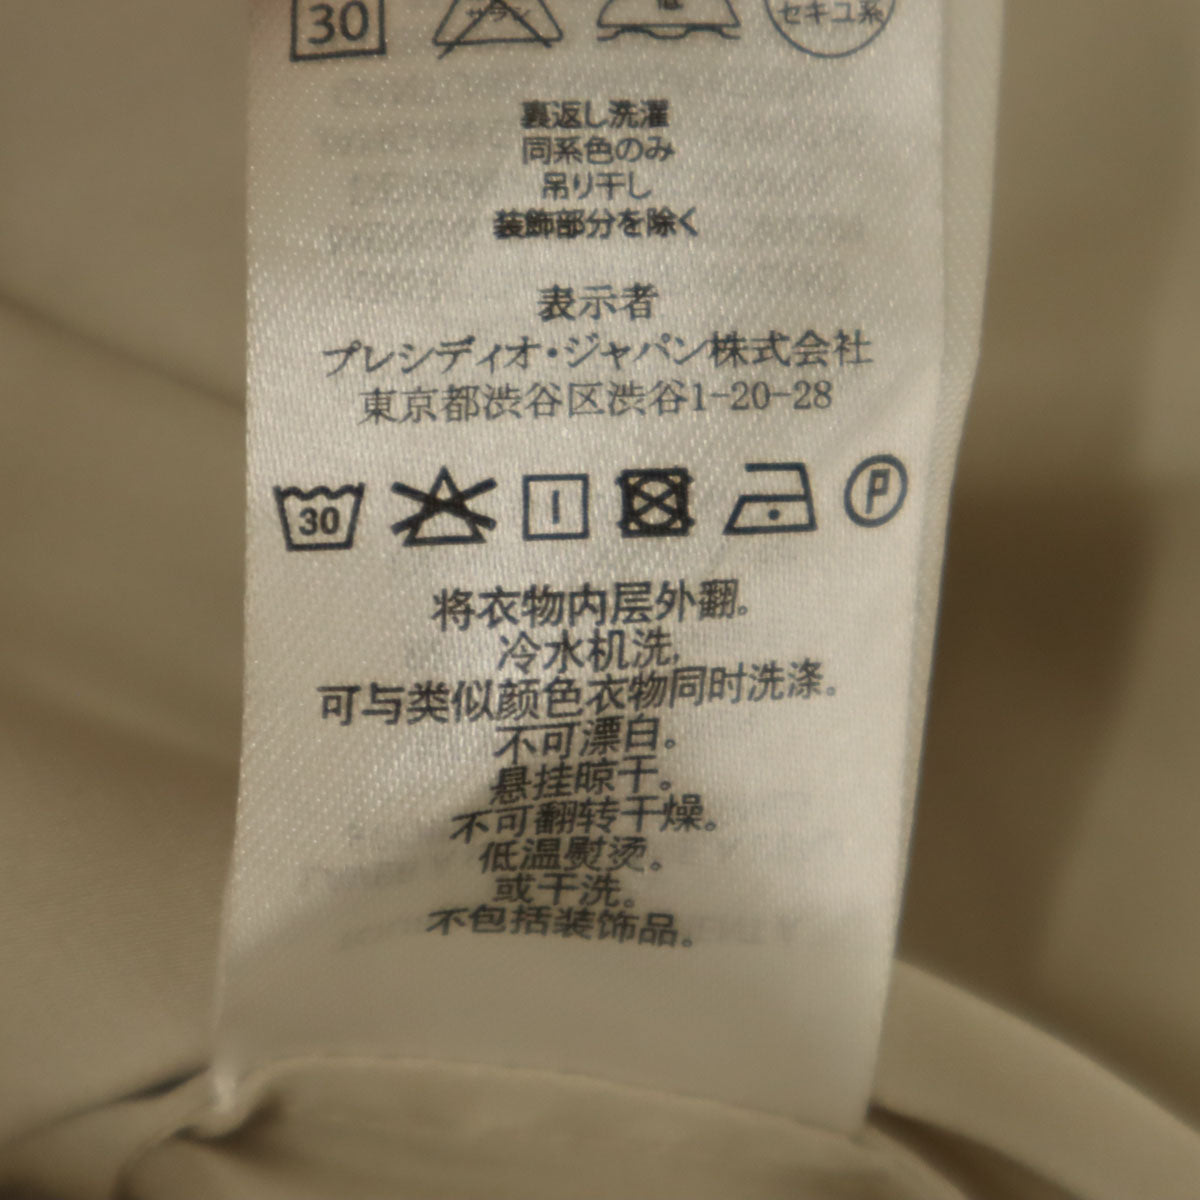 30
低
セキユ系
裏返し洗濯
同系色のみ
吊り干し
装飾部分を除く
表示者
プレシディオ・ジャパン株式会社
東京都渋谷区渋谷1-20-28
30 P
将衣物内层外翻。
冷水机洗,
可与类似颜色衣物同时洗涤。
不可漂白。
悬挂晾干。
不可翻转干燥。
低温熨烫。
或干洗。
不包括装饰品。